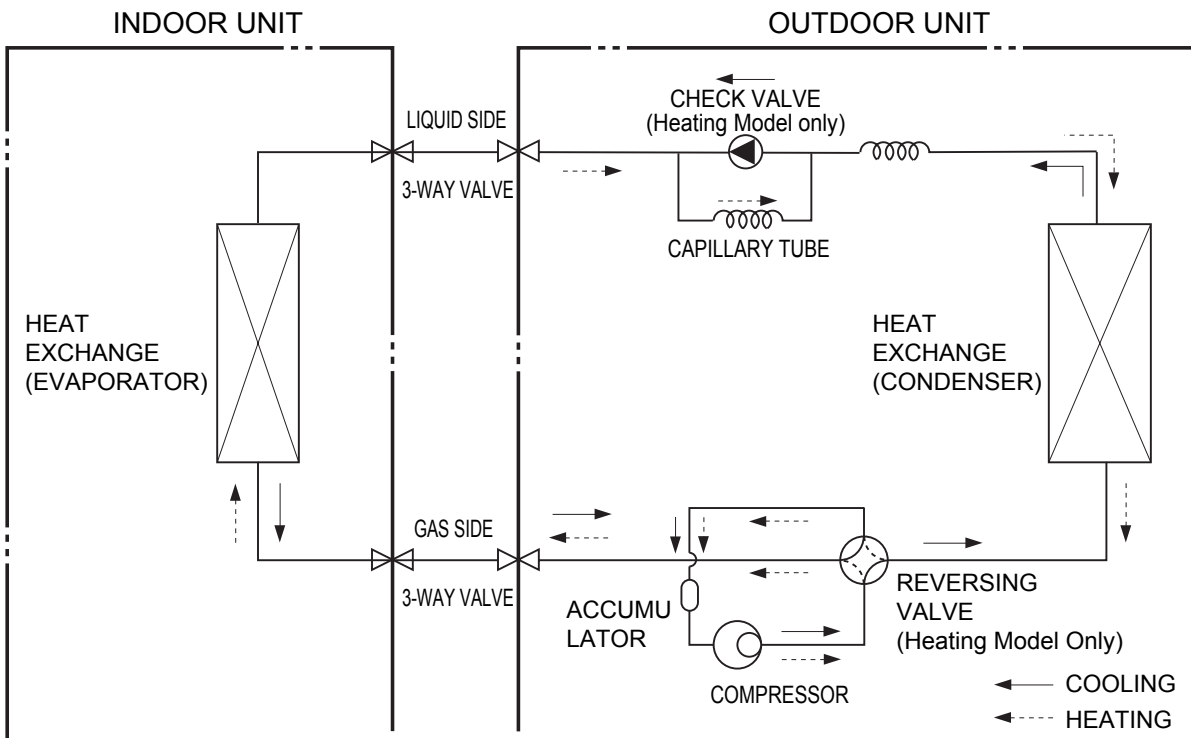 INDOOR UNIT
OUTDOOR UNIT
LIQUID SIDE
3-WAY VALVE
CHECK VALVE
(Heating Model only)
CAPILLARY TUBE
HEAT
EXCHANGE
(EVAPORATOR)
HEAT
EXCHANGE
(CONDENSER)
GAS SIDE
3-WAY VALVE
ACCUMU
LATOR
COMPRESSOR
REVERSING
VALVE
(Heating Model Only)
COOLING
HEATING